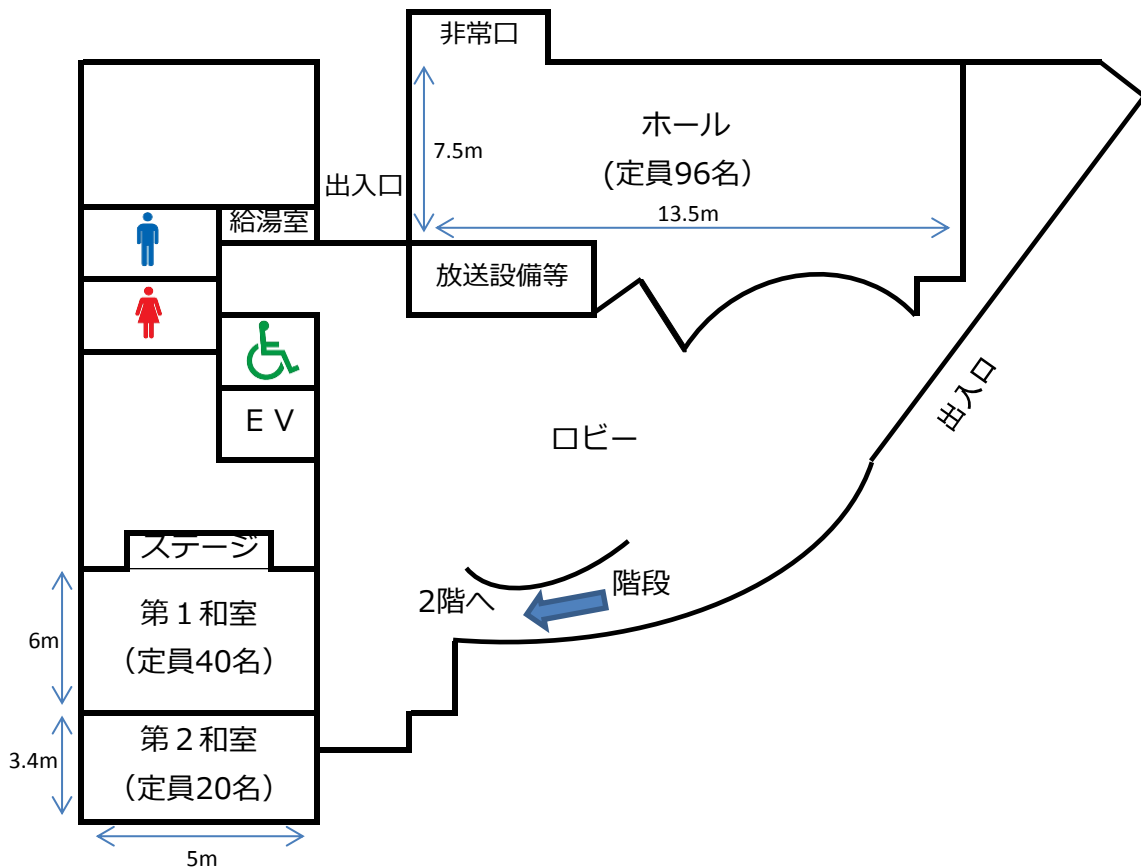 非常口
ホール
(定員96名）
7.5m
13.5m
出入口
給湯室
放送設備等
出入口
ＥＶ
ロビー
ステージ
階段
2階へ
第１和室
（定員40名）
6m
第２和室
（定員20名）
3.4m
5m